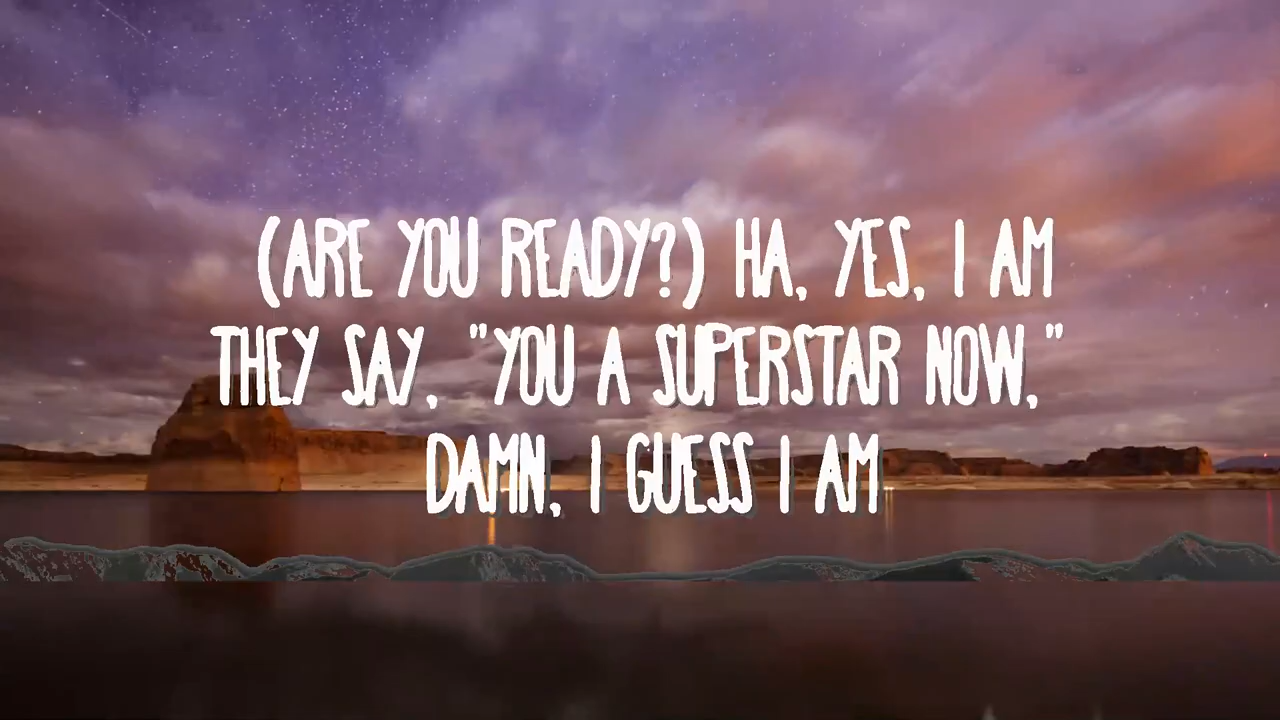 (ARE YOU READY?) HA, YES, I AM
THEY SAY, "YOU A SUPERSTAR NOW,"
DAMN, I GUESS I AM